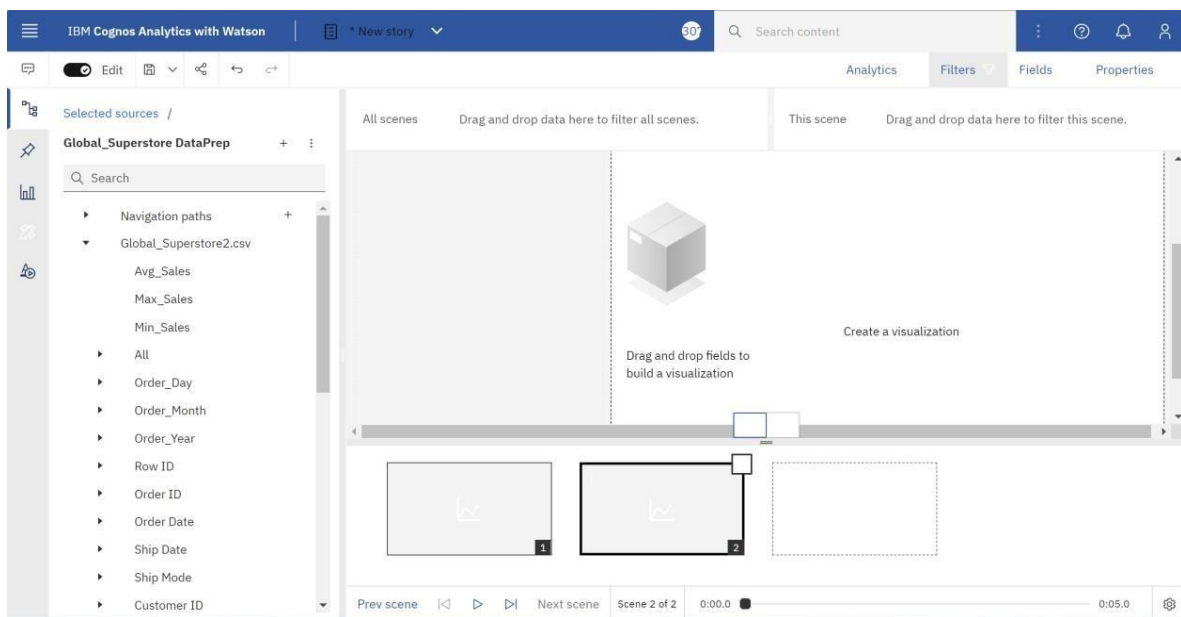 IBM Cognos Analytics with Watson
* New story
307
Search content
Edit
Analytics
Filters
Fields
Properties
Selected sources /
Global_Superstore DataPrep
Search
Navigation paths
Global_Superstore2.csv
Avg_Sales
Max_Sales
Min_Sales
All
Order_Day
Order_Month
Order_Year
Row ID
Order ID
Order Date
Ship Date
Ship Mode
Customer ID
All scenes
Drag and drop data here to filter all scenes.
This scene
Drag and drop data here to filter this scene.
Drag and drop fields to
build a visualization
Create a visualization
1
2
Prev scene
Next scene
Scene 2 of 2
0:00.0
0:05.0